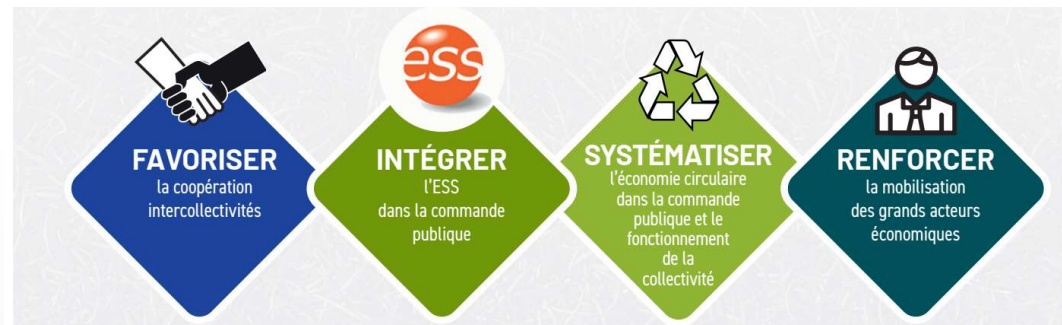 FAVORISER
la coopération
intercollectivités
ess
INTÉGRER
l'ESS
dans la commande
publique
SYSTÉMATISER
l'économie circulaire
dans la commande
publique et le
fonctionnement
de la
collectivité
RENFORCER
la mobilisation
des grands acteurs
économiques